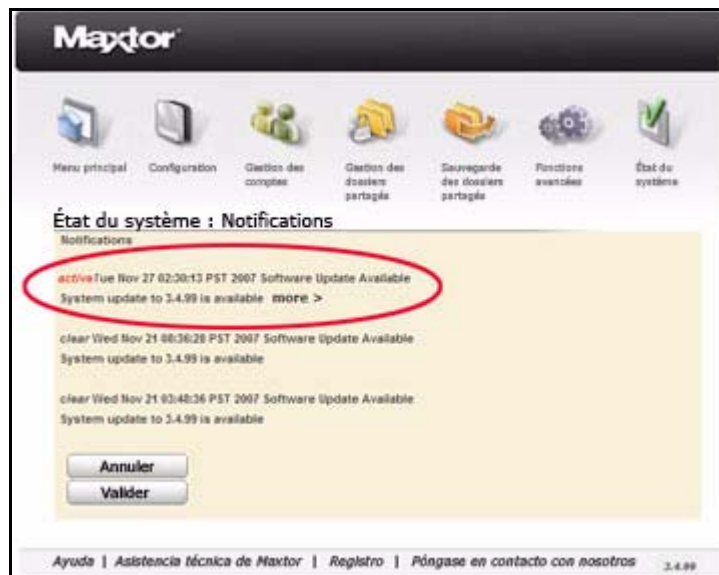 Maxtor
Menu principal
Configuration
Gestion des comptes
Gestion des dossiers partagés
Sauvegarde des dossiers partagés
Fonctions avancées
État du système
État du système : Notifications
Notifications
active Tue Nov 27 02:30:13 PST 2007 Software Update Available
System update to 3.4.99 is available more >
clear Wed Nov 21 08:36:28 PST 2007 Software Update Available
System update to 3.4.99 is available
clear Wed Nov 21 03:48:36 PST 2007 Software Update Available
System update to 3.4.99 is available
Annuler
Valider
Ayuda | Asistencia técnica de Maxtor | Registro | Póngase en contacto con nosotros 3.4.99